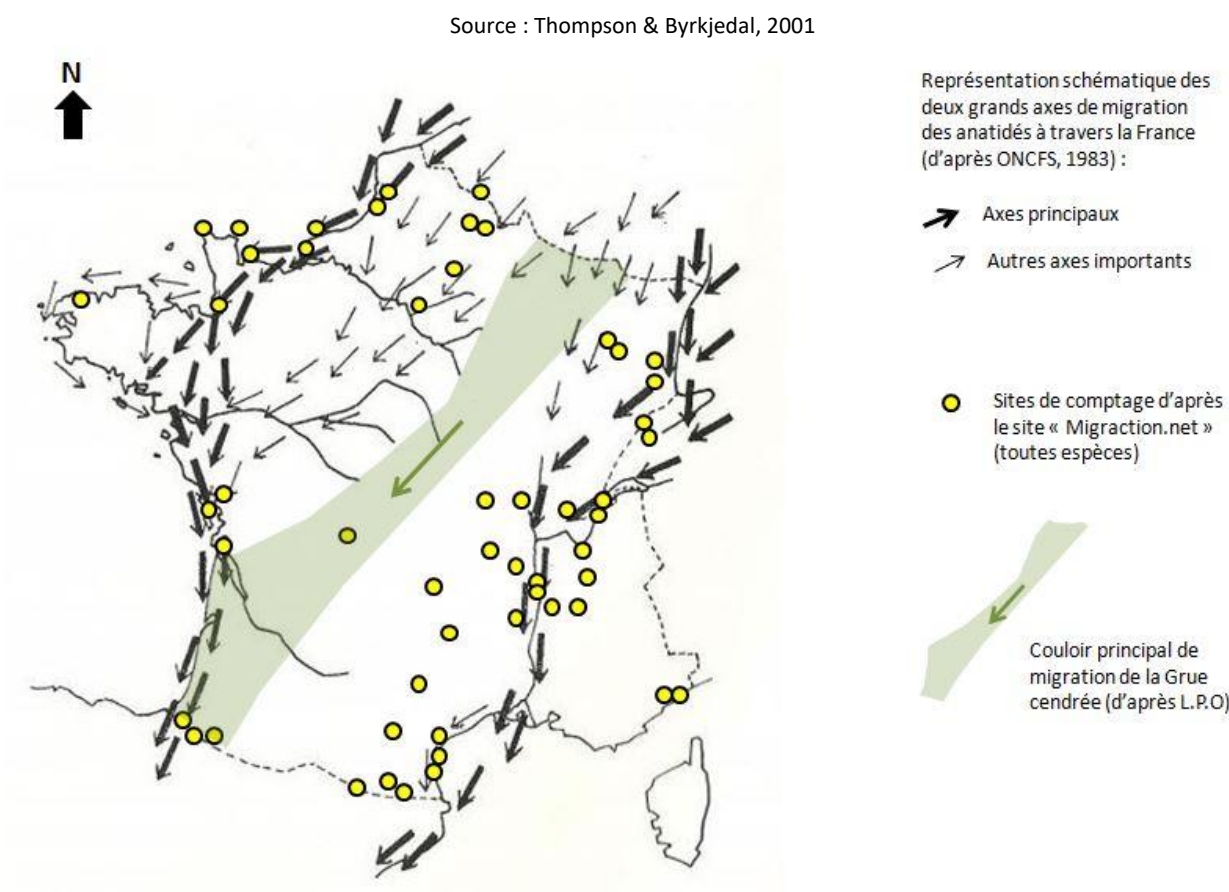 Source : Thompson & Byrkjedal, 2001
N
Représentation schématique des
deux grands axes de migration
des anatidés à travers la France
(d'après ONCFS, 1983) :
Axes principaux
Autres axes importants
Sites de comptage d'après
le site « Migraction.net »
(toutes espèces)
Couloir principal de
migration de la Grue
cendrée (d'après L.P.O)